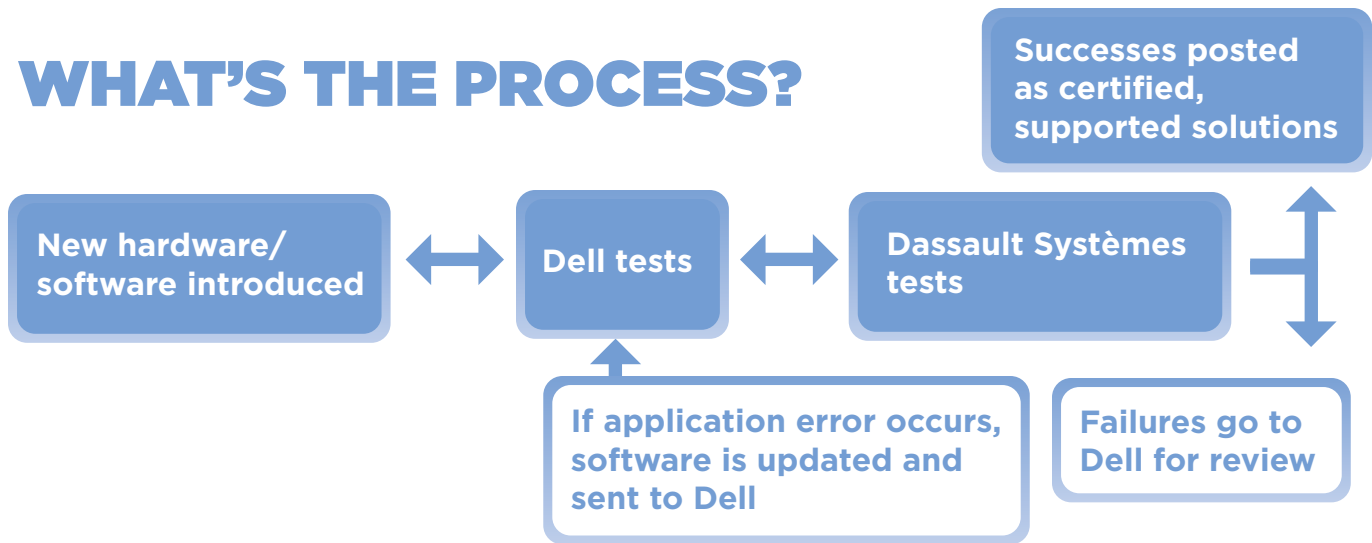 WHAT'S THE PROCESS?
Successes posted
as certified,
supported solutions
New hardware/
software introduced
Dell tests
Dassault Systèmes
tests
If application error occurs,
software is updated and
sent to Dell
Failures go to
Dell for review